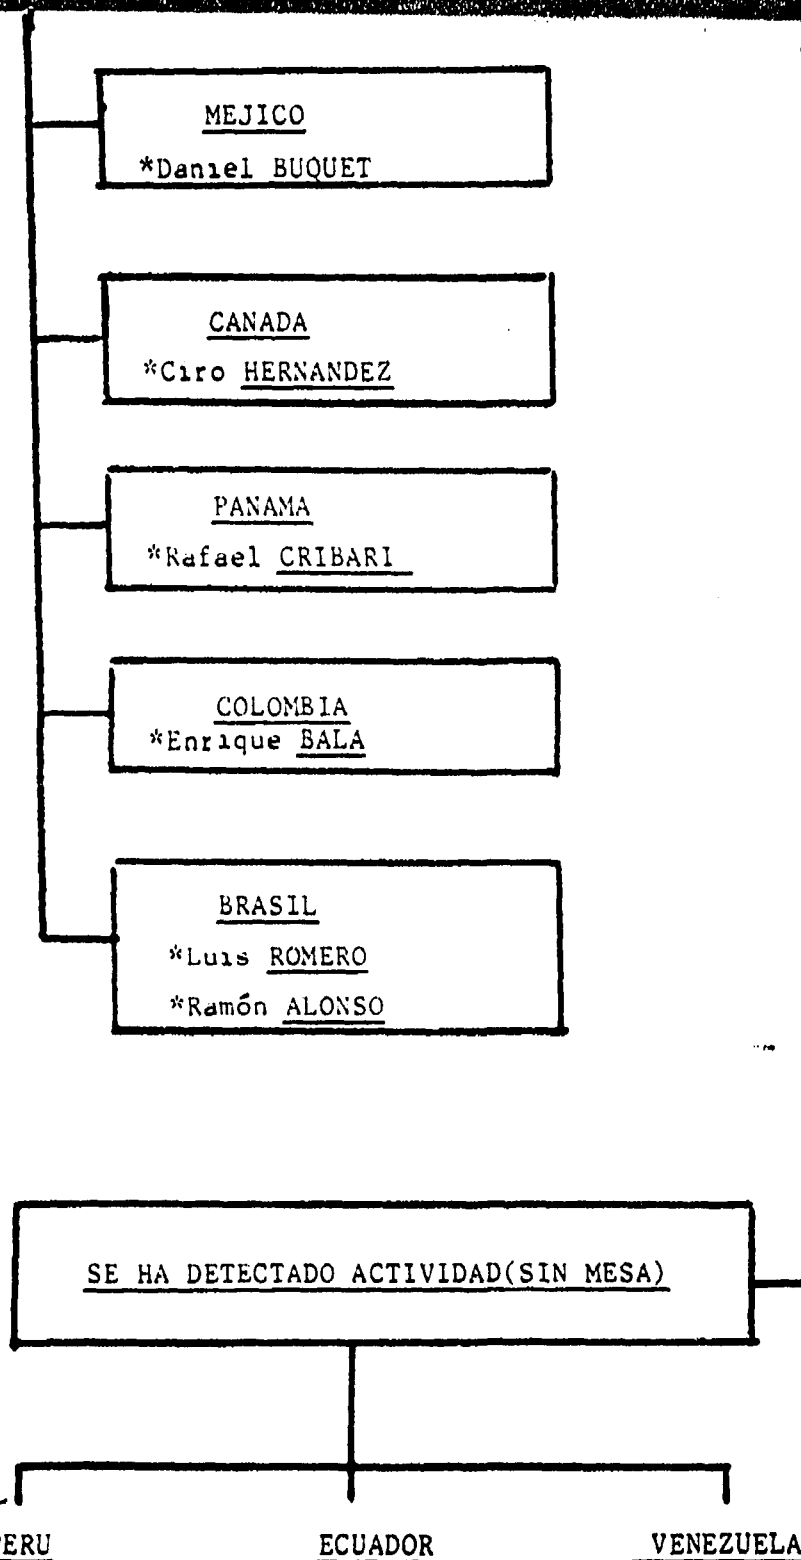 MEJICO
*Daniel BUQUET
CANADA
*Ciro HERNANDEZ
PANAMA
*Rafael CRIBARI
COLOMBIA
*Enrique BALA
BRASIL
*Luis ROMERO
*Ramón ALONSO
SE HA DETECTADO ACTIVIDAD(SIN MESA)
PERU ECUADOR VENEZUELA